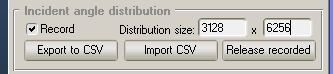 Incident angle distribution
Record Distribution size: 3128 x 6256
Export to CSV Import CSV Release recorded